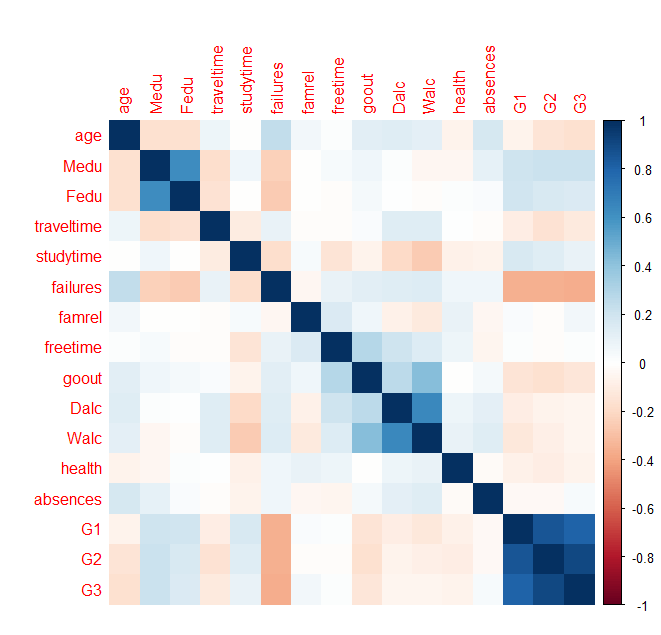 age Medu Fedu traveltime studytime failures famrel freetime goout Dalc Walc health absences G1 G2 G3
age
Medu
Fedu
traveltime
studytime
failures
famrel
freetime
goout
Dalc
Walc
health
absences
G1
G2
G3
1
0.8
0.6
0.4
0.2
0
-0.2
-0.4
-0.6
-0.8
-1